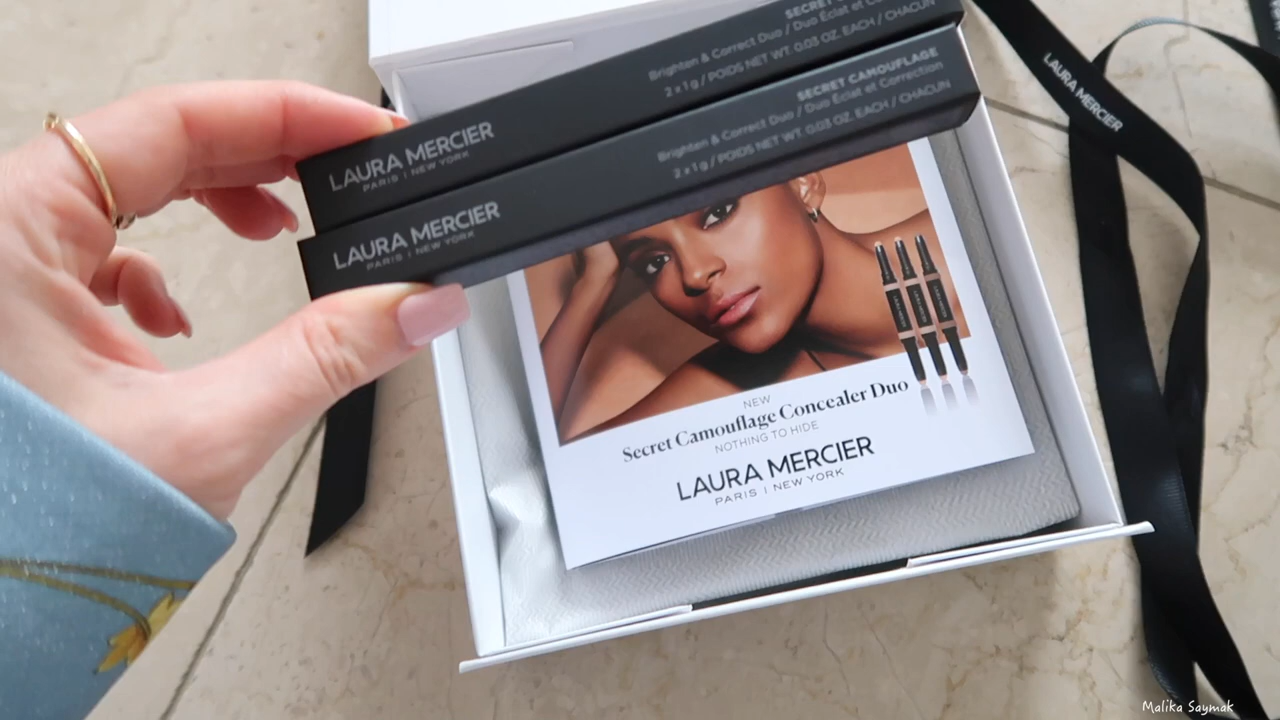 SECRET C
Brighten & Correct Duo / Duo Éclat et Co
2 x 1 g / POIDS NET WT. 0.03 OZ. EACH / CHACUN
LAURA MERCIER
PARIS | NEW YORK
SECRET CAMOUFLAGE
Brighten & Correct Duo / Duo Éclat et Correction
2 x 1 g / POIDS NET WT. 0.03 OZ. EACH / CHACUN
LAURA MERCIER
PARIS | NEW YORK
LAURA MERCIER
NEW
Secret Camouflage Concealer Duo
NOTHING TO HIDE
LAURA MERCIER
PARIS | NEW YORK
Malika Saymak